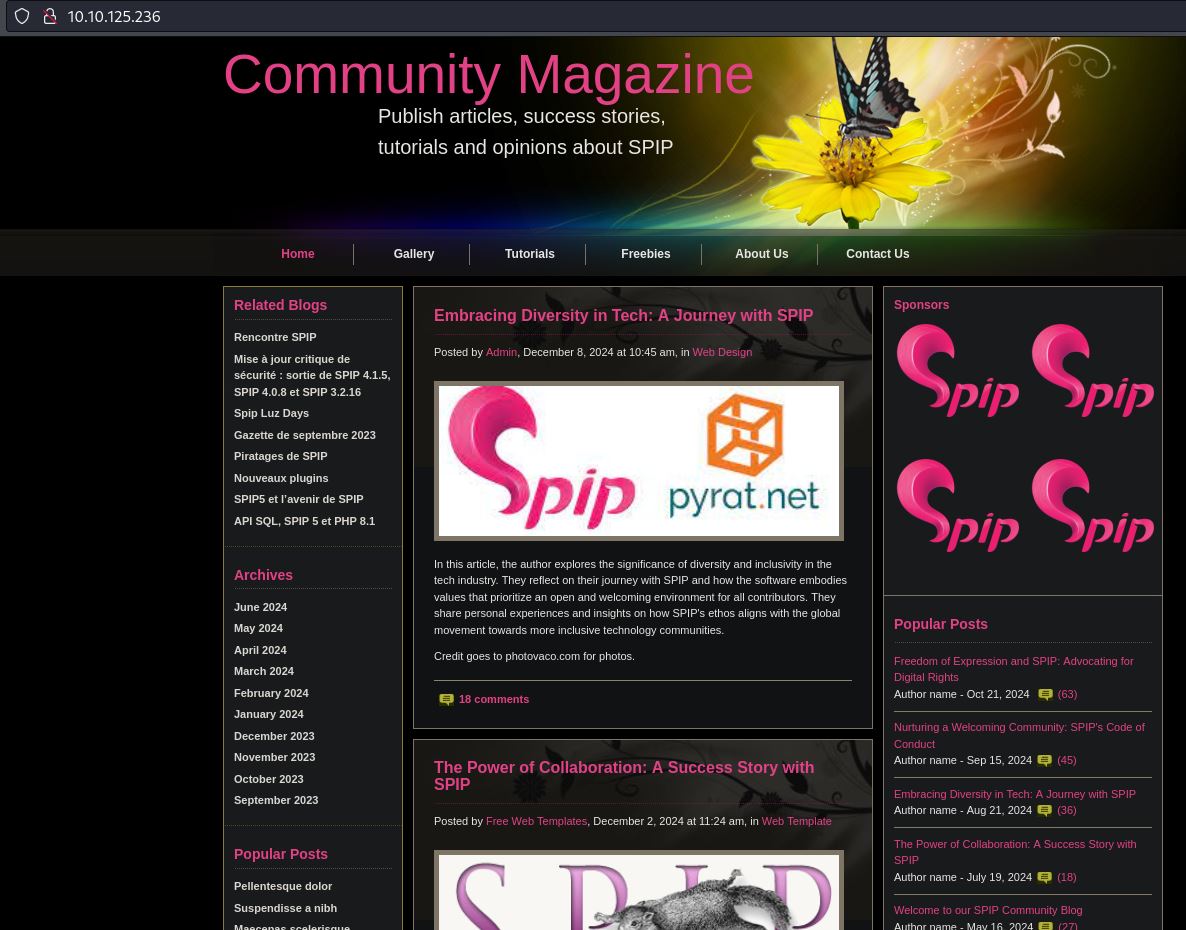 10.10.125.236
Community Magazine
Publish articles, success stories,
tutorials and opinions about SPIP
Home
Gallery
Tutorials
Freebies
About Us
Contact Us
Related Blogs
Rencontre SPIP
Mise à jour critique de
sécurité : sortie de SPIP 4.1.5,
SPIP 4.0.8 et SPIP 3.2.16
Spip Luz Days
Gazette de septembre 2023
Piratages de SPIP
Nouveaux plugins
SPIP5 et l'avenir de SPIP
API SQL, SPIP 5 et PHP 8.1
Archives
June 2024
May 2024
April 2024
March 2024
February 2024
January 2024
December 2023
November 2023
October 2023
September 2023
Popular Posts
Pellentesque dolor
Suspendisse a nibh
Maecenas scelerisque
Embracing Diversity in Tech: A Journey with SPIP
Posted by Admin, December 8, 2024 at 10:45 am, in Web Design
Spip
pyrat.net
In this article, the author explores the significance of diversity and inclusivity in the
tech industry. They reflect on their journey with SPIP and how the software embodies
values that prioritize an open and welcoming environment for all contributors. They
share personal experiences and insights on how SPIP's ethos aligns with the global
movement towards more inclusive technology communities.
Credit goes to photovaco.com for photos.
18 comments
The Power of Collaboration: A Success Story with
SPIP
Posted by Free Web Templates, December 2, 2024 at 11:24 am, in Web Template
SPIP
Sponsors
Spip
Spip
Spip
Spip
Popular Posts
Freedom of Expression and SPIP: Advocating for
Digital Rights
Author name - Oct 21, 2024 (63)
Nurturing a Welcoming Community: SPIP's Code of
Conduct
Author name - Sep 15, 2024 (45)
Embracing Diversity in Tech: A Journey with SPIP
Author name - Aug 21, 2024 (36)
The Power of Collaboration: A Success Story with
SPIP
Author name - July 19, 2024 (18)
Welcome to our SPIP Community Blog
Author name - May 16, 2024 (27)